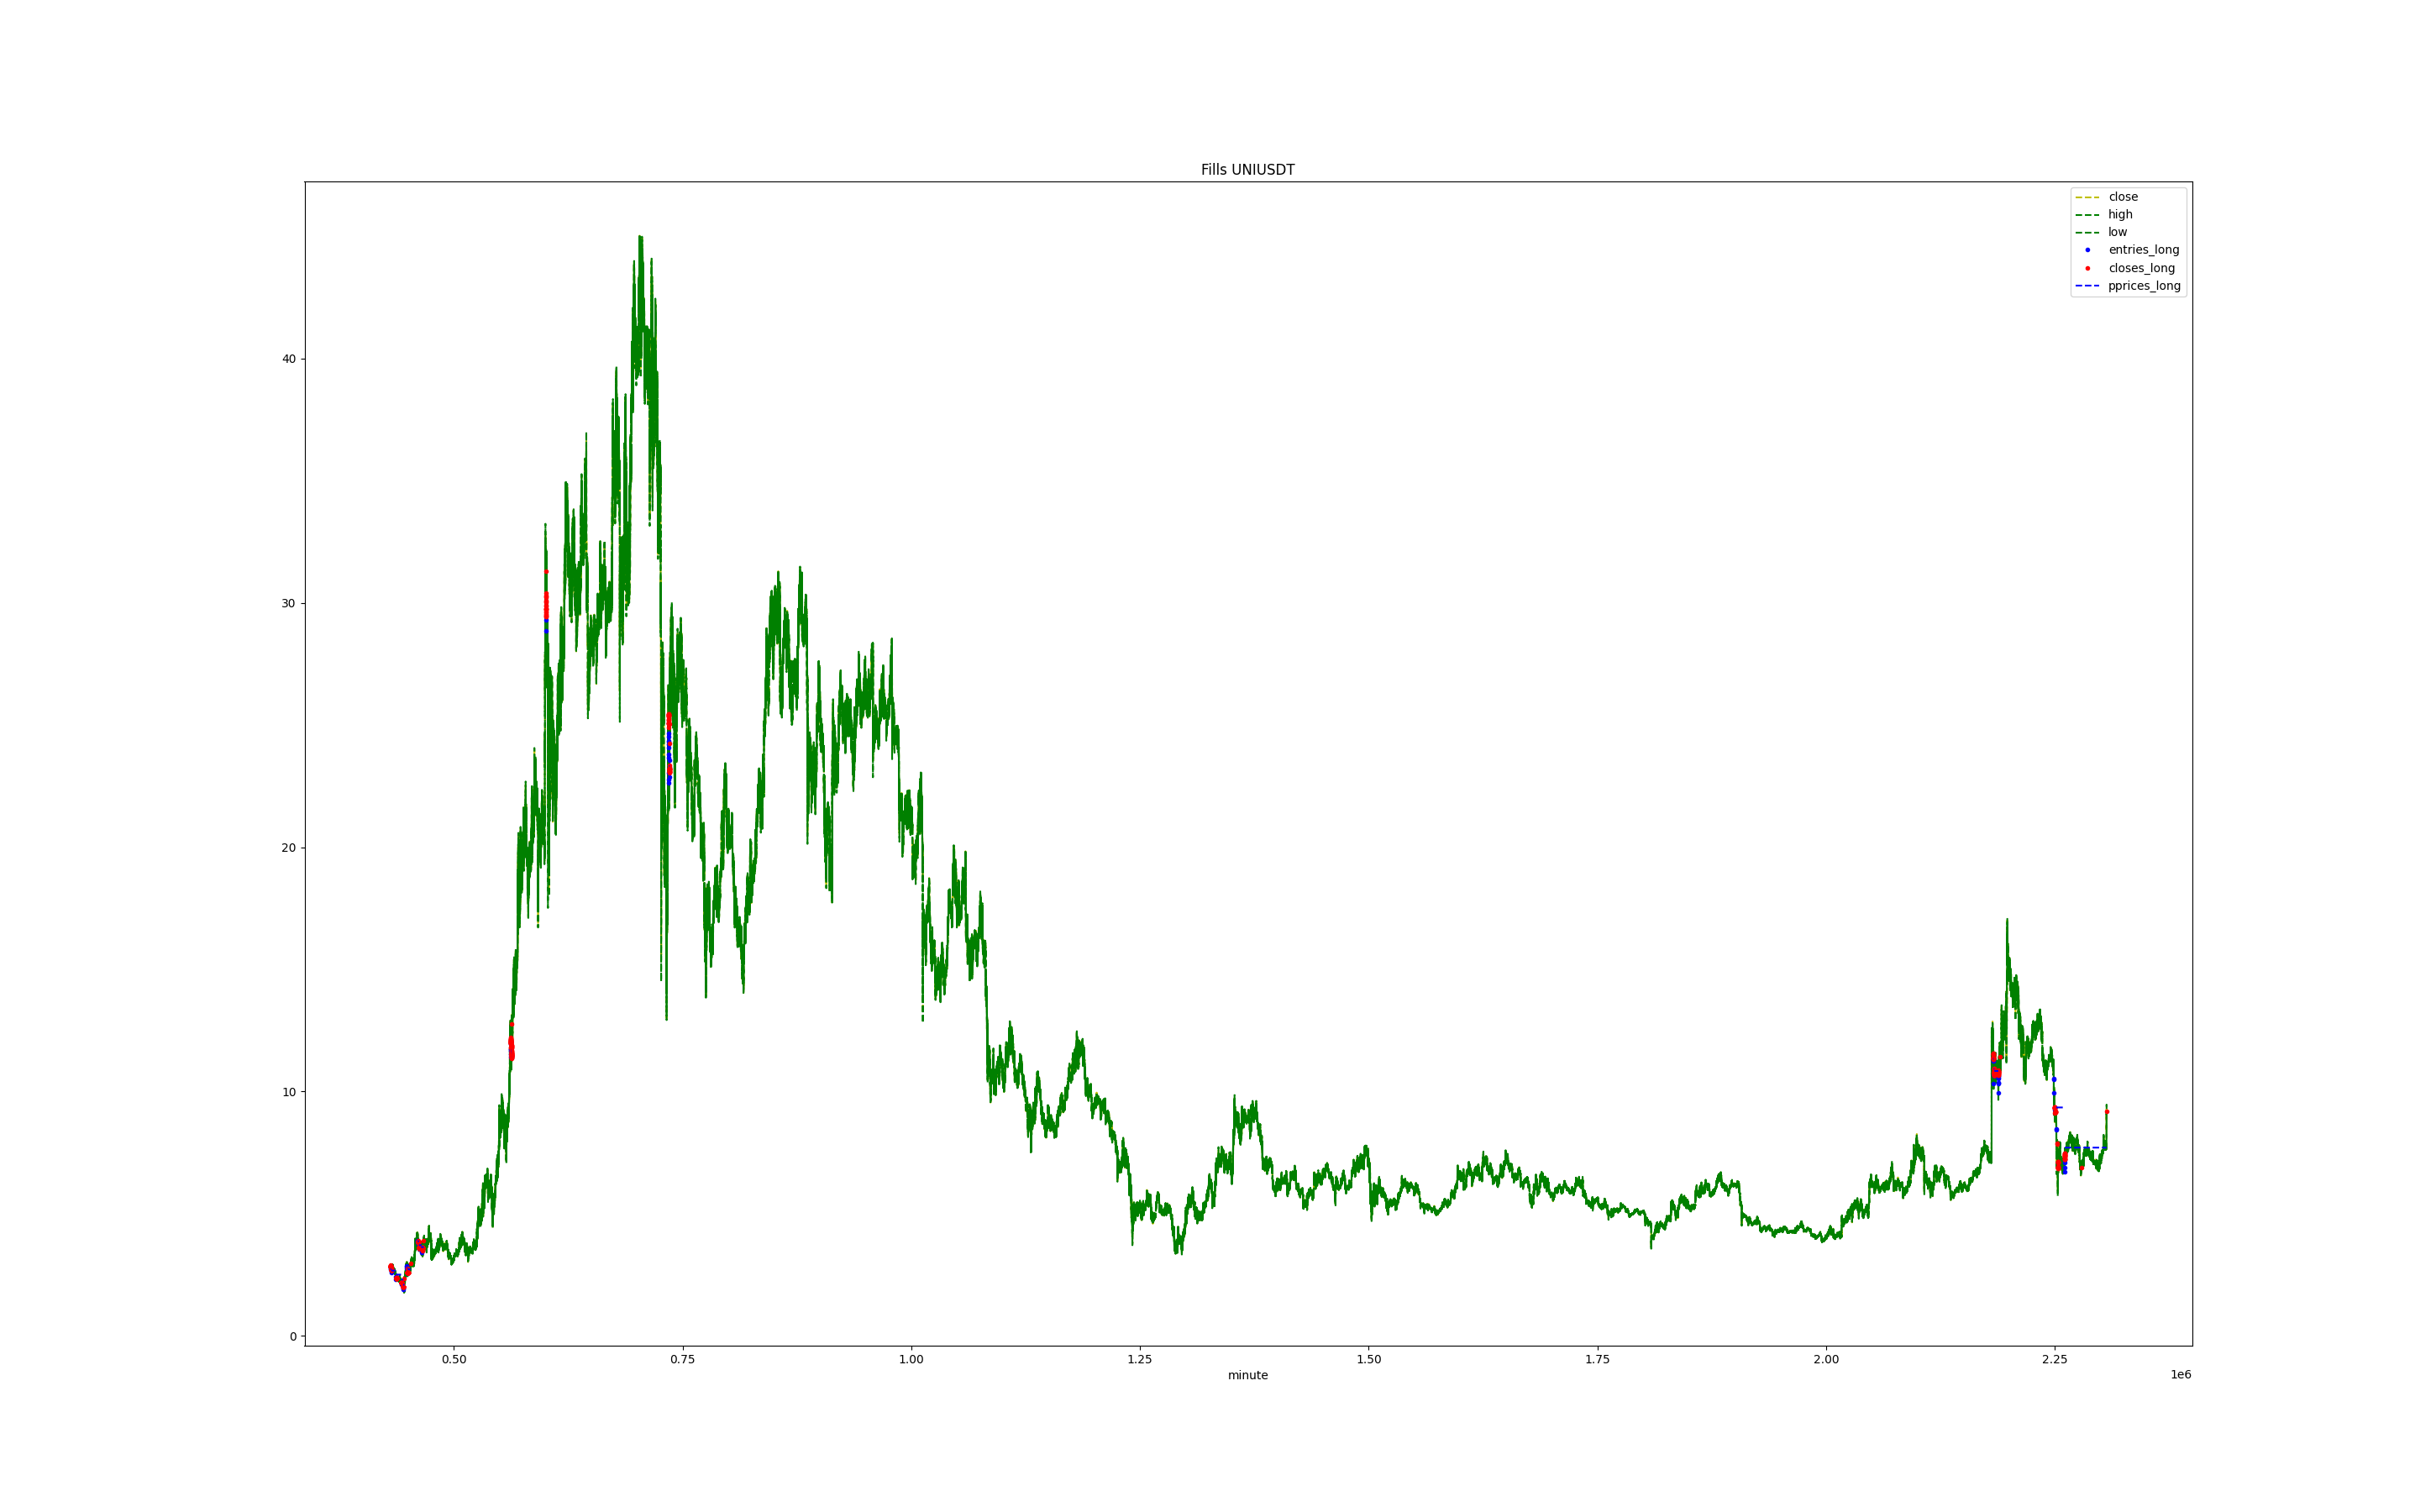 Fills UNIUSDT
close
high
low
entries_long
closes_long
pprices_long
40
30
20
10
0
0.50 0.75 1.00 1.25 1.50 1.75 2.00 2.25
1e6
minute